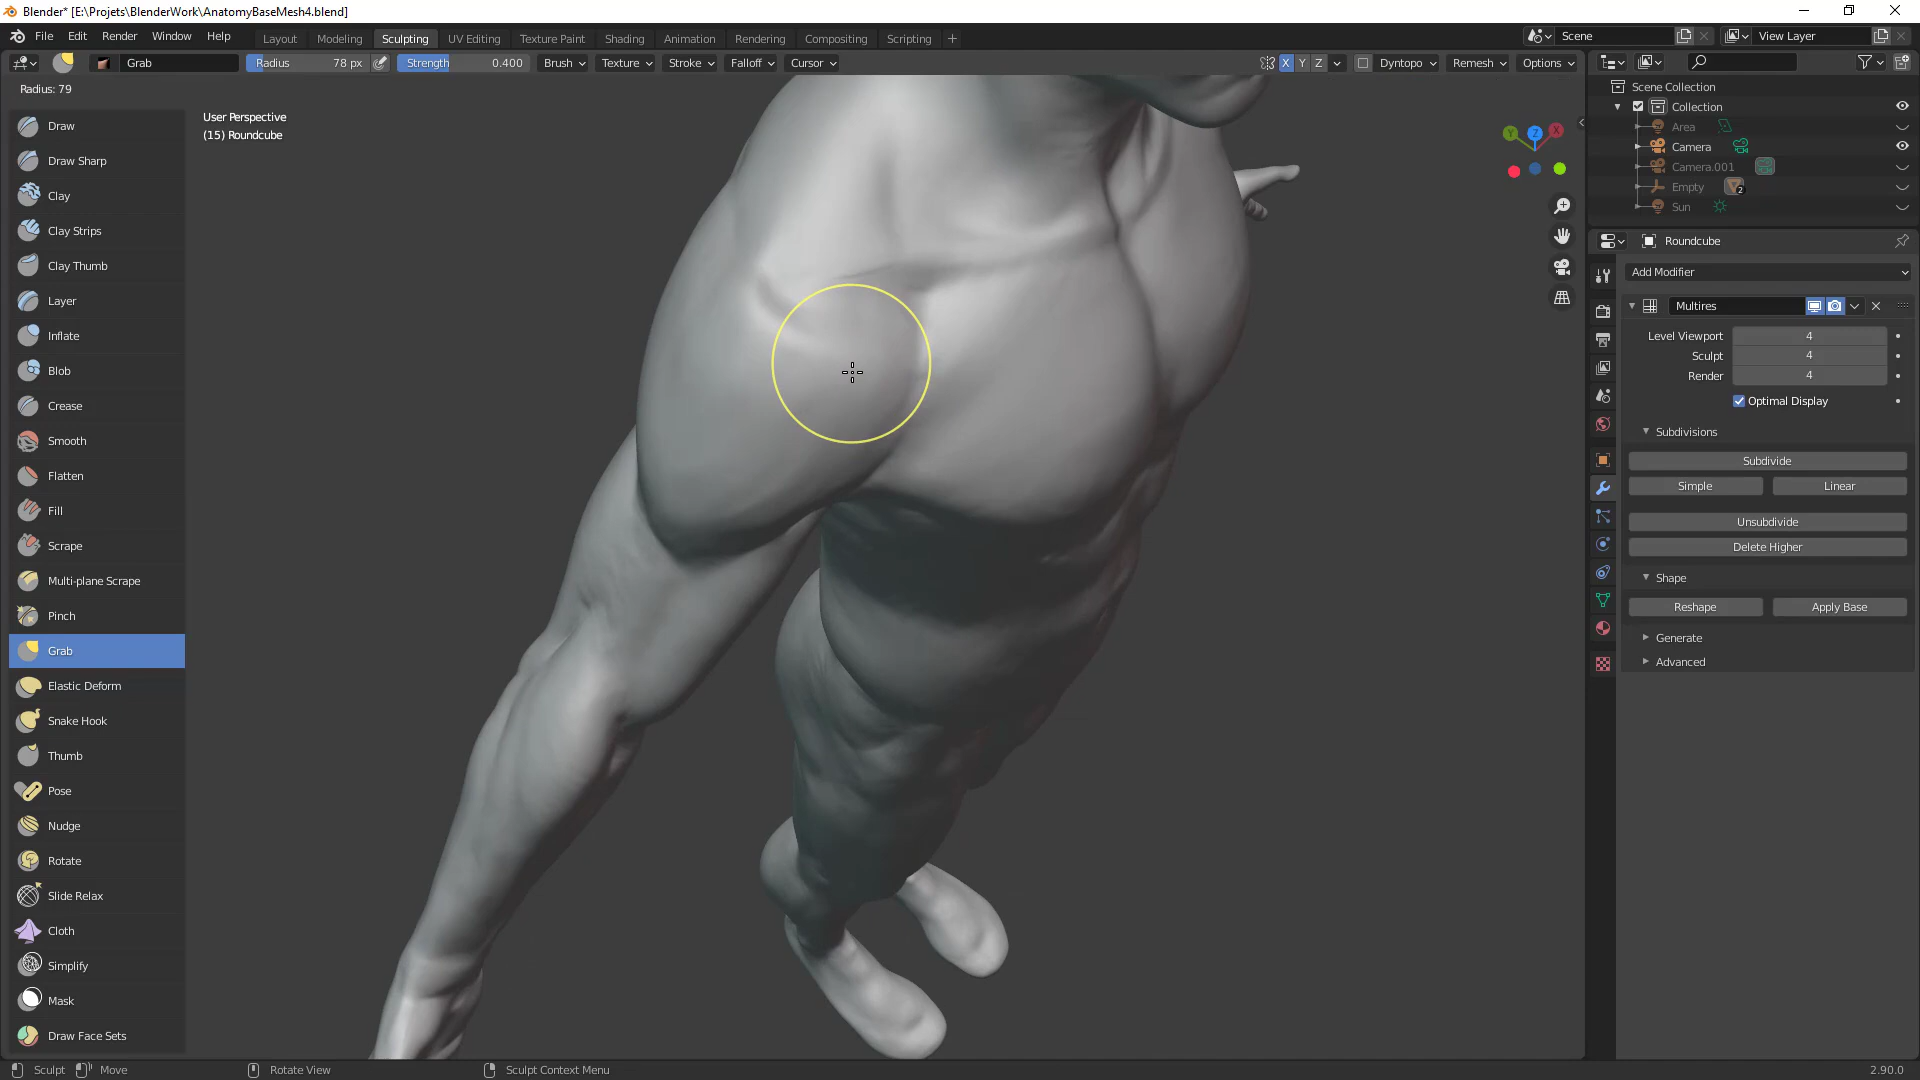 Blender* [E:\Projets\BlenderWork\AnatomyBaseMesh4.blend]
File Edit Render Window Help Layout Modeling Sculpting UV Editing Texture Paint Shading Animation Rendering Compositing Scripting + Scene View Layer
Grab Radius 78 px Strength 0.400 Brush Texture Stroke Falloff Cursor X Y Z Dyntopo Remesh Options
Radius: 79
User Perspective
(15) Roundcube
Draw
Draw Sharp
Clay
Clay Strips
Clay Thumb
Layer
Inflate
Blob
Crease
Smooth
Flatten
Fill
Scrape
Multi-plane Scrape
Pinch
Grab
Elastic Deform
Snake Hook
Thumb
Pose
Nudge
Rotate
Slide Relax
Cloth
Simplify
Mask
Draw Face Sets
Y Z X
Scene Collection
Collection
Area
Camera
Camera.001
Empty 2
Sun
Roundcube
Add Modifier
Multires
Level Viewport 4
Sculpt 4
Render 4
Optimal Display
Subdivisions
Subdivide
Simple Linear
Unsubdivide
Delete Higher
Shape
Reshape Apply Base
Generate
Advanced
Sculpt Move Rotate View Sculpt Context Menu 2.90.0